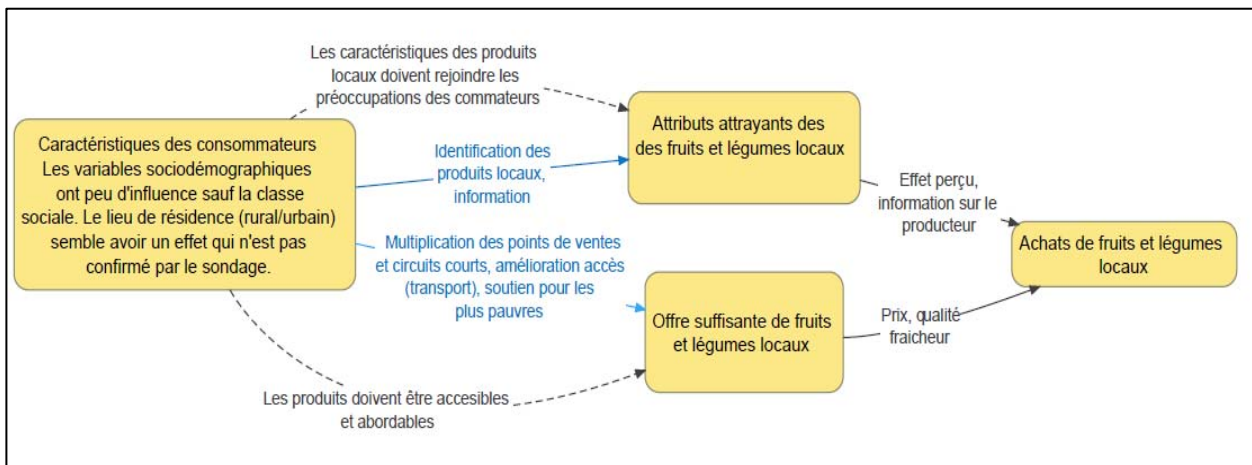 Les caractéristiques des produits
locaux doivent rejoindre les
préoccupations des commateurs
Caractéristiques des consommateurs
Les variables sociodémographiques
ont peu d'influence sauf la classe
sociale. Le lieu de résidence (rural/urbain)
semble avoir un effet qui n'est pas
confirmé par le sondage.
Identification des
produits locaux,
information
Multiplication des points de ventes
et circuits courts, amélioration accès
(transport), soutien pour les
plus pauvres
Les produits doivent être accesibles
et abordables
Attributs attrayants des
des fruits et légumes locaux
Offre suffisante de fruits
et légumes locaux
Effet perçu,
information sur le
producteur
Prix, qualité
fraicheur
Achats de fruits et légumes
locaux